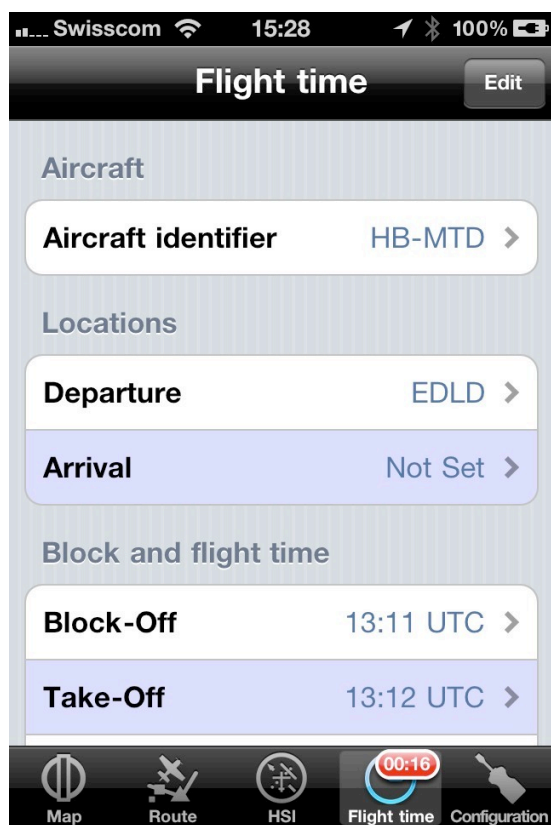 Swisscom 15:28 100%
Flight time Edit
Aircraft
Aircraft identifier HB-MTD
Locations
Departure EDLD
Arrival Not Set
Block and flight time
Block-Off 13:11 UTC
Take-Off 13:12 UTC
00:16
Map Route HSI Flight time Configuration